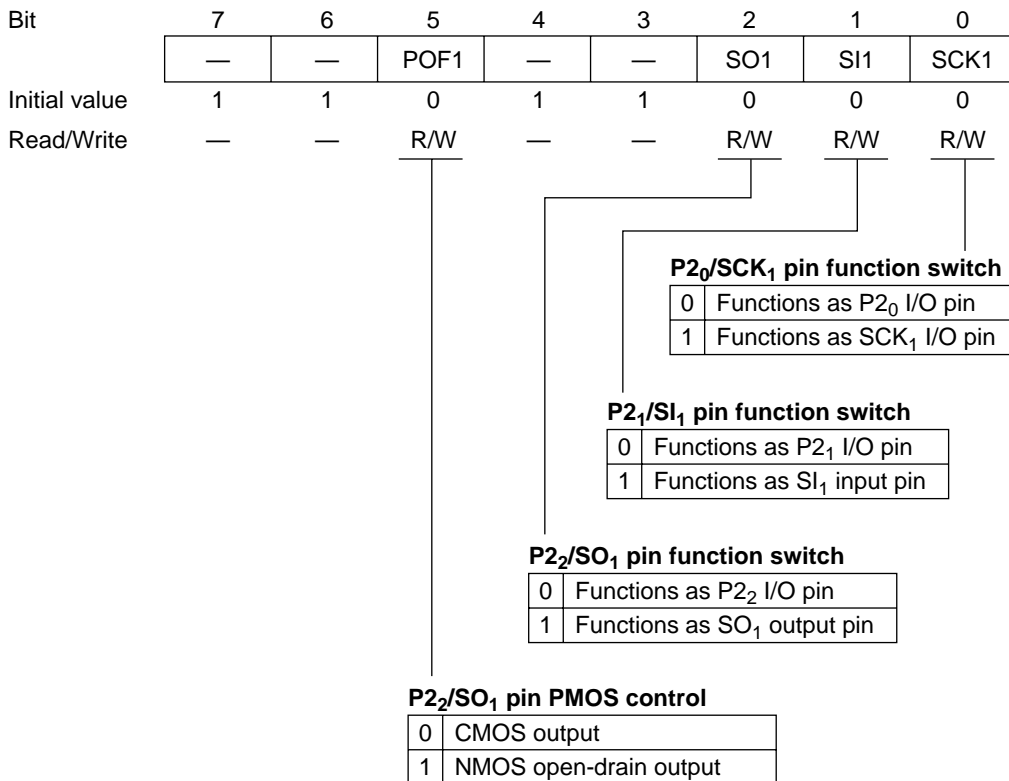 Bit 7 6 5 4 3 2 1 0
— — POF1 — — SO1 SI1 SCK1
Initial value 1 1 0 1 1 0 0 0
Read/Write — — R/W — — R/W R/W R/W
P2₀/SCK₁ pin function switch
0 Functions as P2₀ I/O pin
1 Functions as SCK₁ I/O pin
P2₁/SI₁ pin function switch
0 Functions as P2₁ I/O pin
1 Functions as SI₁ input pin
P2₂/SO₁ pin function switch
0 Functions as P2₂ I/O pin
1 Functions as SO₁ output pin
P2₂/SO₁ pin PMOS control
0 CMOS output
1 NMOS open-drain output